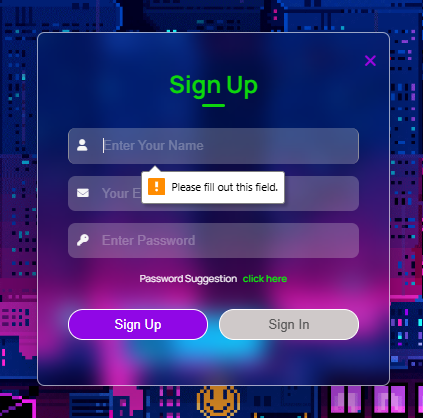 Sign Up
Enter Your Name
Please fill out this field.
Your E
Enter Password
Password Suggestion click here
Sign Up
Sign In